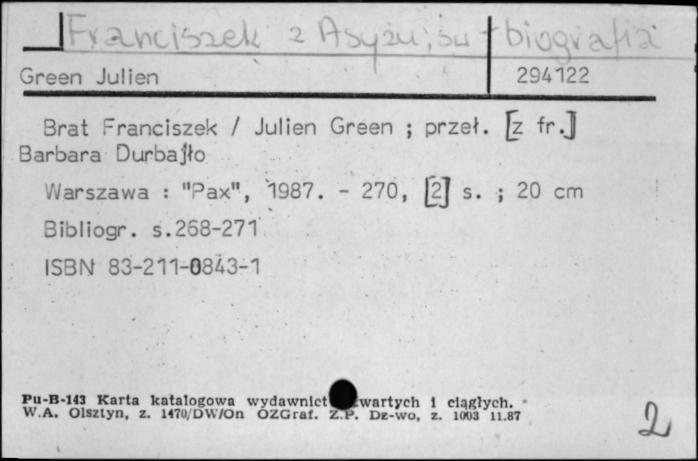 Franciszek z Asyżu, św. + biografia
Green Julien 294122
Brat Franciszek / Julien Green ; przeł. [z fr.]
Barbara Durbajło
Warszawa : "Pax", 1987. - 270, [2] s. ; 20 cm
Bibliogr. s.268-271
ISBN 83-211-0843-1
Pu-B-143 Karta katalogowa wydawnict wartych i ciągłych.
W.A. Olsztyn, z. 1470/DW/On OZGraf. Z.P. Dz-wo, z. 1003 11.87
2